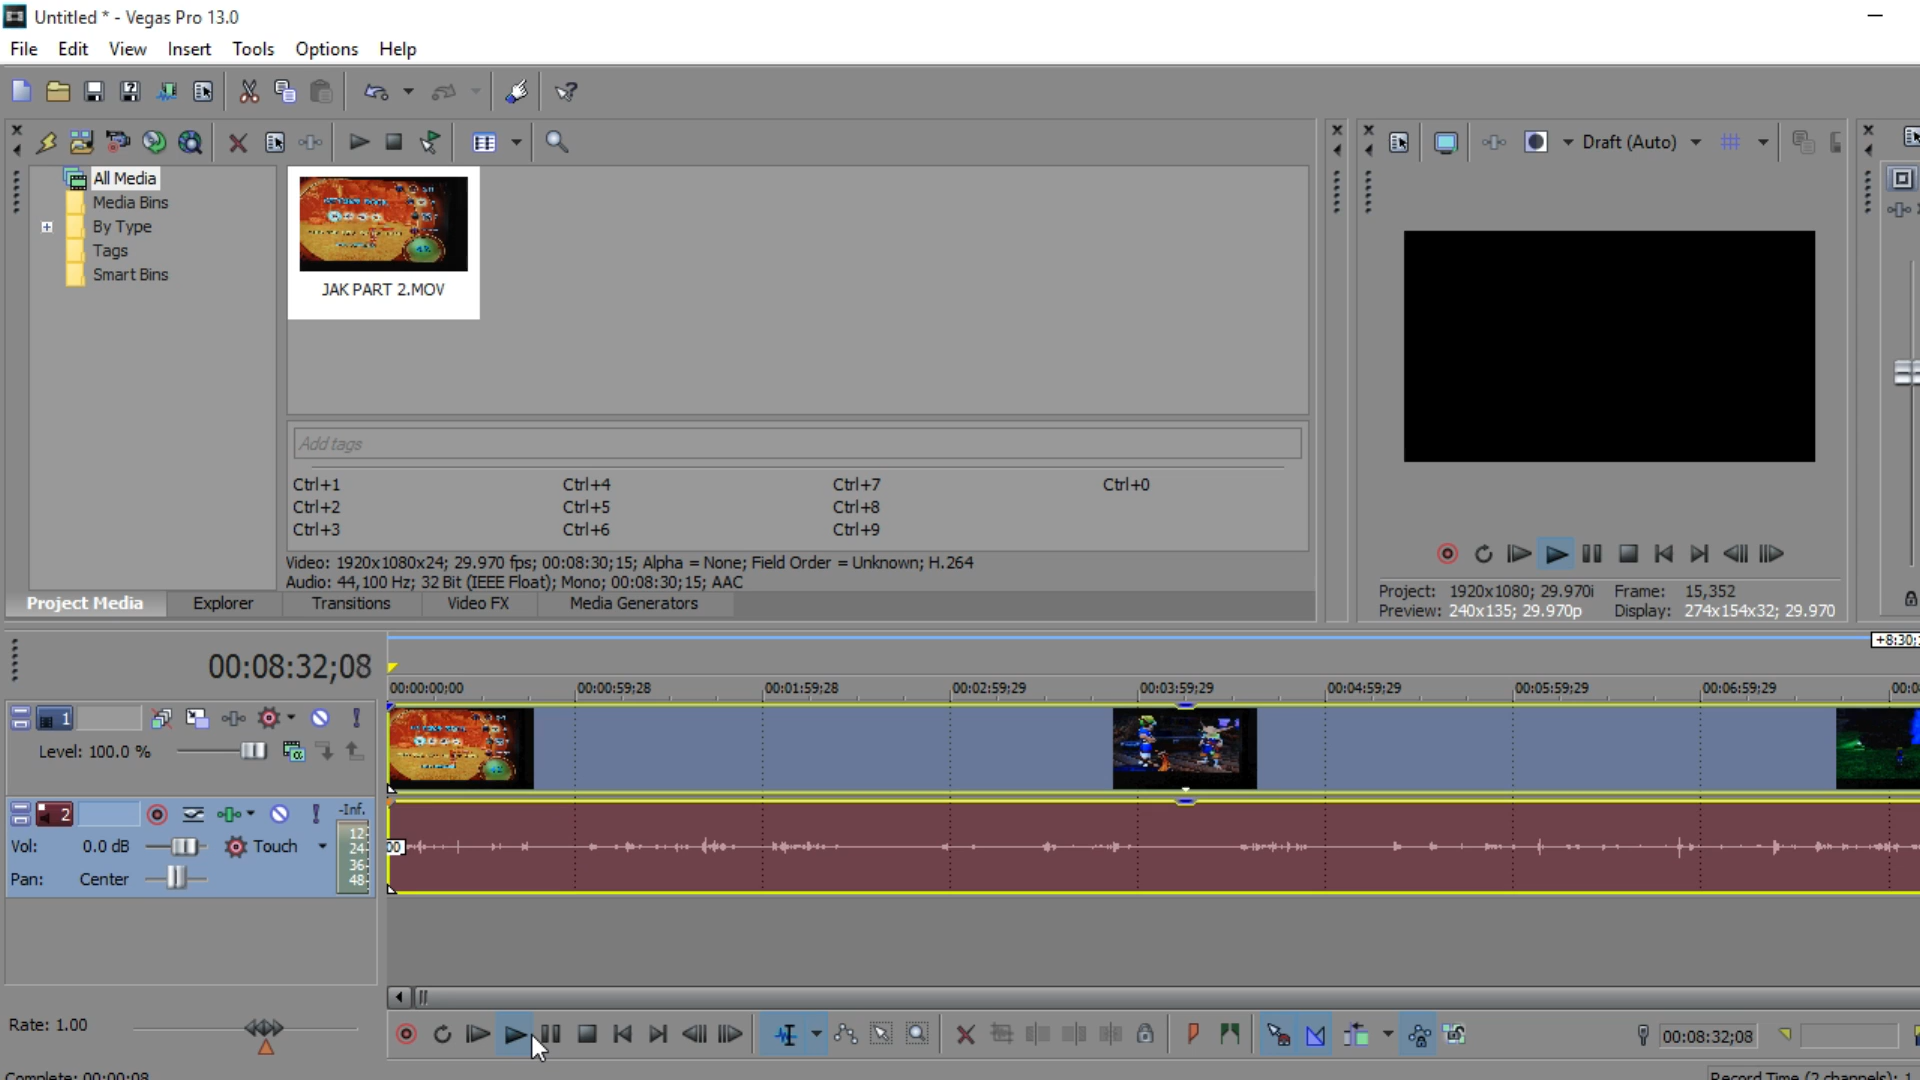 Untitled * - Vegas Pro 13.0
File Edit View Insert Tools Options Help
Draft (Auto)
All Media
Media Bins
By Type
Tags
Smart Bins
JAK PART 2.MOV
Add tags
Ctrl+1 Ctrl+4 Ctrl+7 Ctrl+0
Ctrl+2 Ctrl+5 Ctrl+8
Ctrl+3 Ctrl+6 Ctrl+9
Video: 1920x1080x24; 29.970 fps; 00:08:30;15; Alpha = None; Field Order = Unknown; H.264
Audio: 44,100 Hz; 32 Bit (IEEE Float); Mono; 00:08:30;15; AAC
Project Media Explorer Transitions Video FX Media Generators
Project: 1920x1080; 29.970i Frame: 15,352
Preview: 240x135; 29.970p Display: 274x154x32; 29.970
+8:30;
00:08:32;08
00:00:00;00 00:00:59;28 00:01:59;28 00:02:59;29 00:03:59;29 00:04:59;29 00:05:59;29 00:06:59;29 00:0
1
Level: 100.0 %
2 -Inf.
12
Vol: 0.0 dB Touch 24
36
Pan: Center 48
Rate: 1.00
00:08:32;08
Complete: 00:00:08
Record Time (2 channels): 1